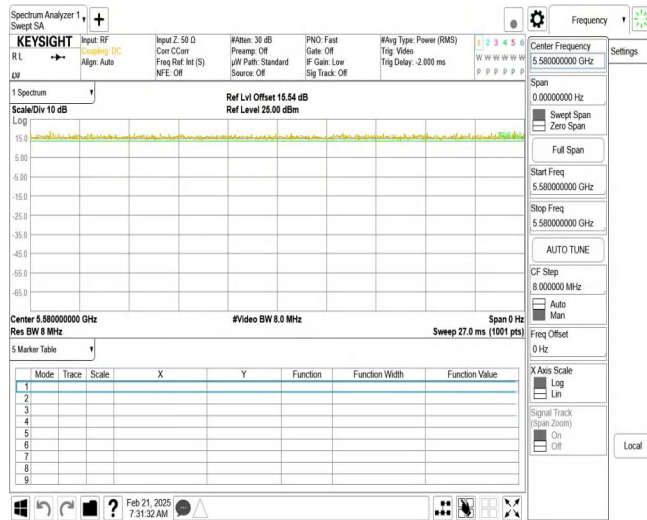 Spectrum Analyzer 1
Swept SA
Frequency
KEYSIGHT
RL
Input: RF
Coupling: DC
Align: Auto
Input Z: 50 Ω
Corr CCorr
Freq Ref: Int (S)
NFE: Off
#Atten: 30 dB
Preamp: Off
µW Path: Standard
Source: Off
PNO: Fast
Gate: Off
IF Gain: Low
Sig Track: Off
#Avg Type: Power (RMS)
Trig: Video
Trig Delay: -2.000 ms
1 2 3 4 5 6
W W W W W W
P P P P P P
1 Spectrum
Scale/Div 10 dB
Ref Lvl Offset 15.54 dB
Ref Level 25.00 dBm
Log
15.0
5.00
-5.00
-15.0
-25.0
-35.0
-45.0
-55.0
-65.0
Center 5.580000000 GHz
#Video BW 8.0 MHz
Span 0 Hz
Res BW 8 MHz
Sweep 27.0 ms (1001 pts)
5 Marker Table
Mode Trace Scale X Y Function Function Width Function Value
1
2
3
4
5
6
7
8
9
Feb 21, 2025
7:31:32 AM
Center Frequency
5.580000000 GHz
Settings
Span
0.00000000 Hz
Swept Span
Zero Span
Full Span
Start Freq
5.580000000 GHz
Stop Freq
5.580000000 GHz
AUTO TUNE
CF Step
8.000000 MHz
Auto
Man
Freq Offset
0 Hz
X Axis Scale
Log
Lin
Signal Track
(Span Zoom)
On
Off
Local